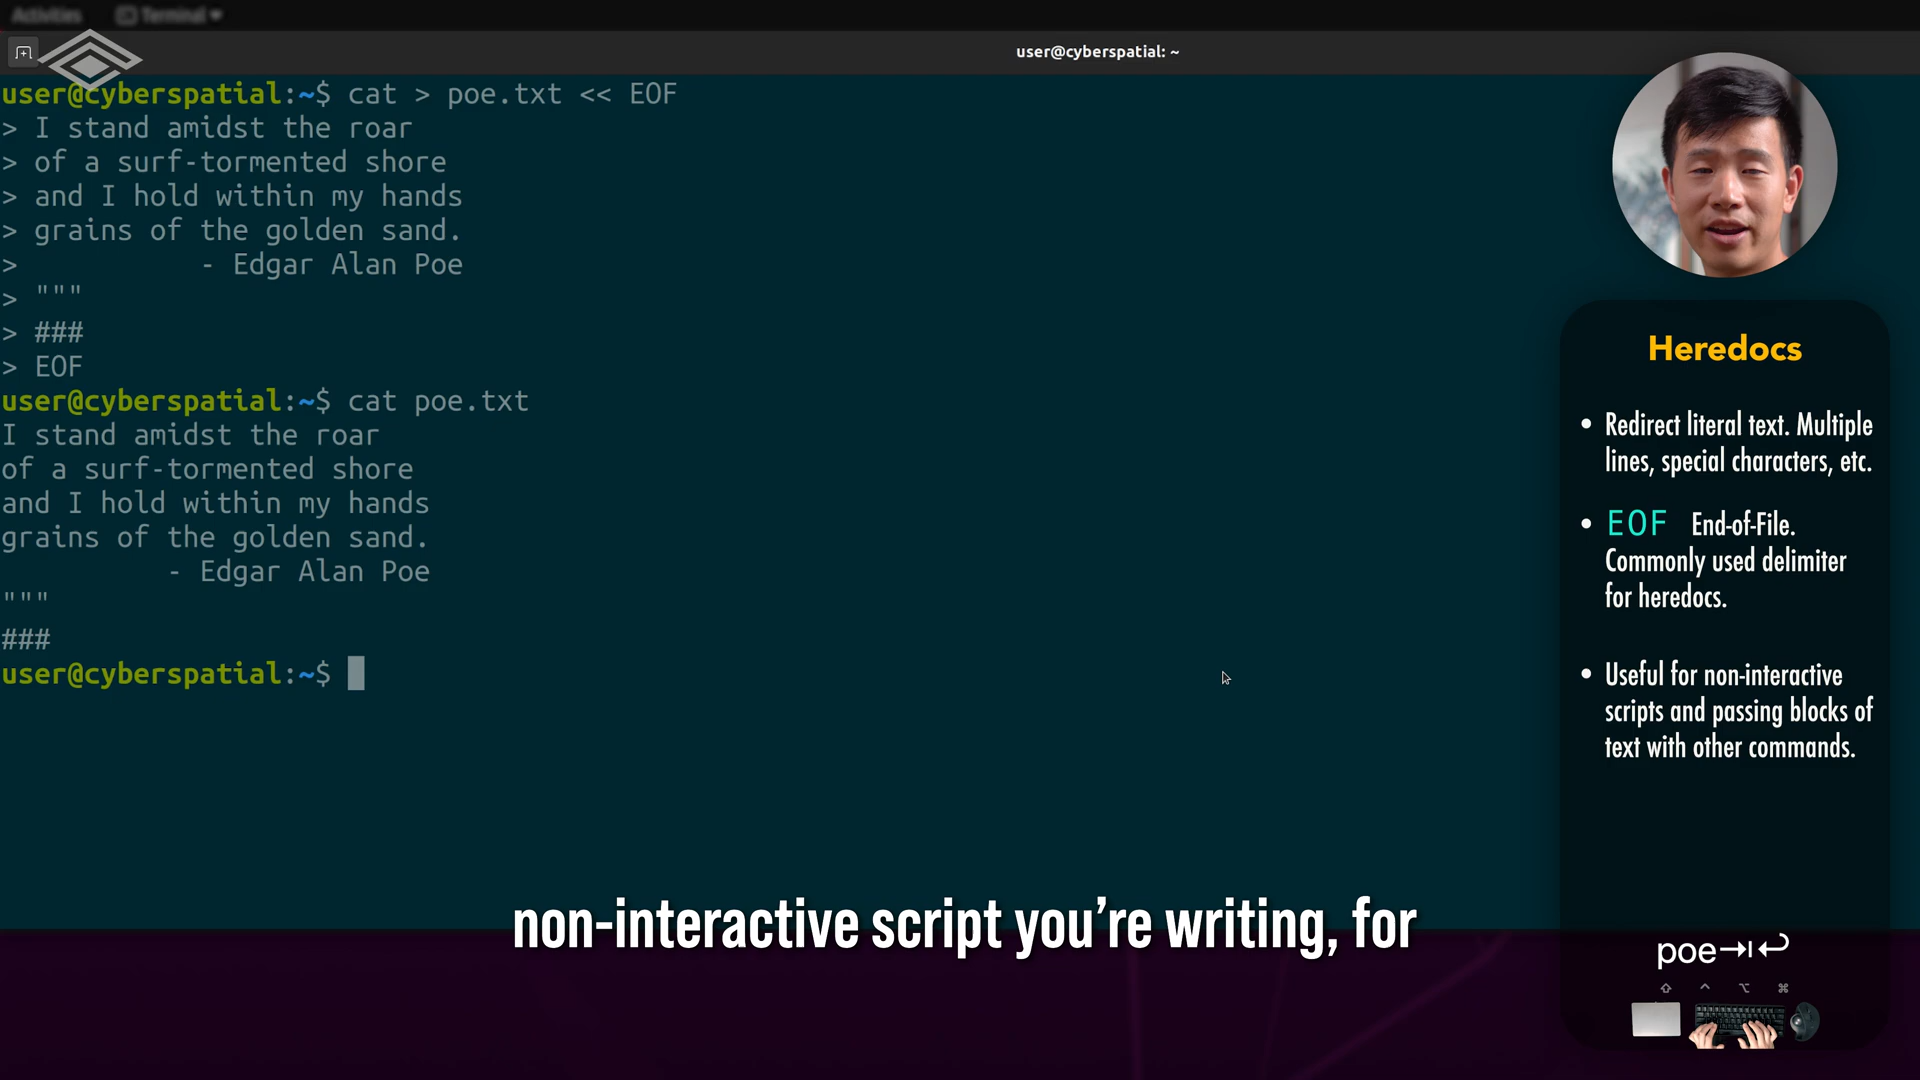 Activities Terminal
user@cyberspatial: ~
user@cyberspatial:~$ cat > poe.txt << EOF
> I stand amidst the roar
> of a surf-tormented shore
> and I hold within my hands
> grains of the golden sand.
>            - Edgar Alan Poe
> """
> ###
> EOF
user@cyberspatial:~$ cat poe.txt
I stand amidst the roar
of a surf-tormented shore
and I hold within my hands
grains of the golden sand.
          - Edgar Alan Poe
"""
###
user@cyberspatial:~$
Heredocs
• Redirect literal text. Multiple
lines, special characters, etc.
• EOF End-of-File.
Commonly used delimiter
for heredocs.
• Useful for non-interactive
scripts and passing blocks of
text with other commands.
non-interactive script you’re writing, for
poe⇥↩
⇧ ⌃ ⌥ ⌘